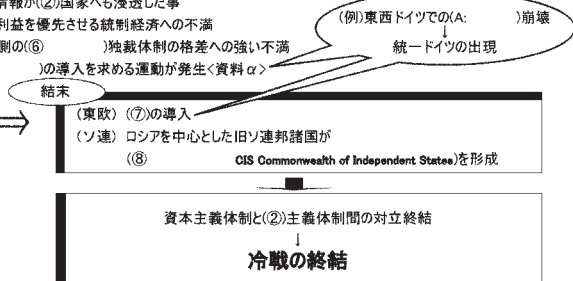 情報が(②)国家へも浸透した事
利益を優先させる統制経済への不満
側の(⑥　　　)独裁体制の格差への強い不満
)の導入を求める運動が発生<資料α>
(例)東西ドイツでの(A:　　　)崩壊
↓
統一ドイツの出現
結末
(東欧) (⑦)の導入
(ソ連) ロシアを中心とした旧ソ連邦諸国が
(⑧　　　CIS Commonwealth of Independent States)を形成
資本主義体制と(②)主義体制間の対立終結
↓
冷戦の終結